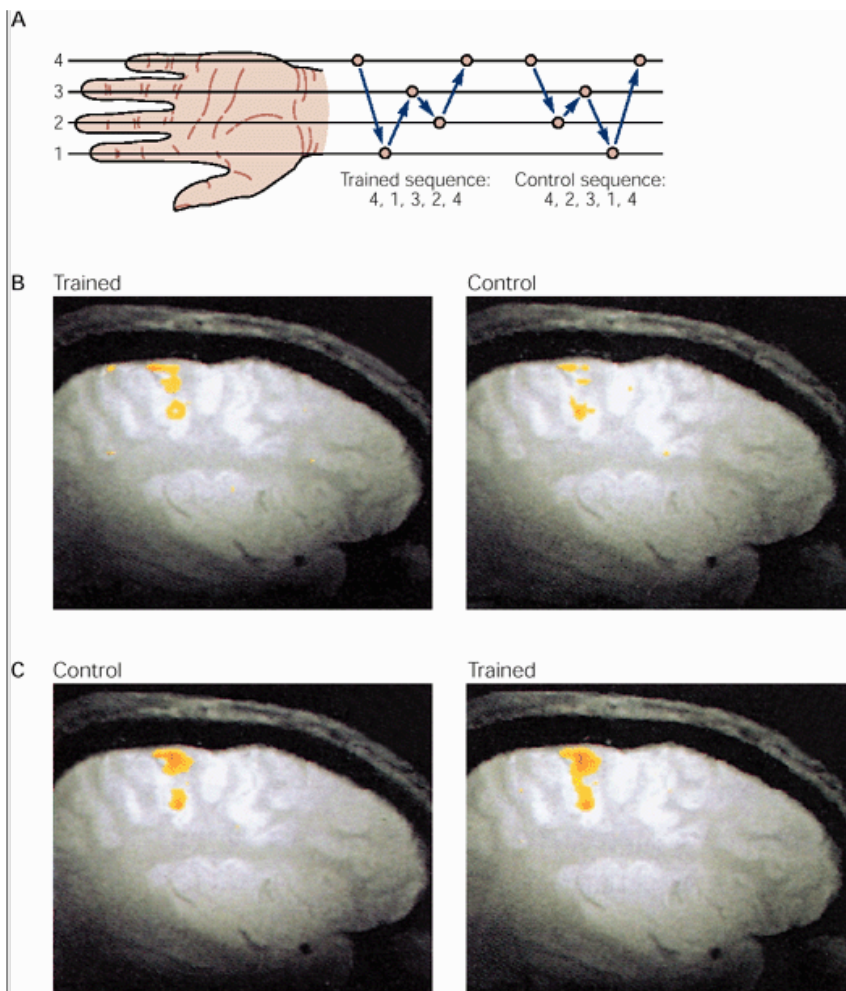 A
4
3
2
1
Trained sequence:
4, 1, 3, 2, 4
Control sequence:
4, 2, 3, 1, 4
B
Trained
Control
C
Control
Trained